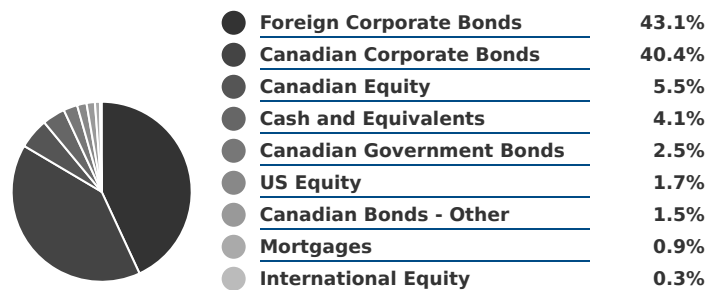 Foreign Corporate Bonds 43.1%
Canadian Corporate Bonds 40.4%
Canadian Equity 5.5%
Cash and Equivalents 4.1%
Canadian Government Bonds 2.5%
US Equity 1.7%
Canadian Bonds - Other 1.5%
Mortgages 0.9%
International Equity 0.3%